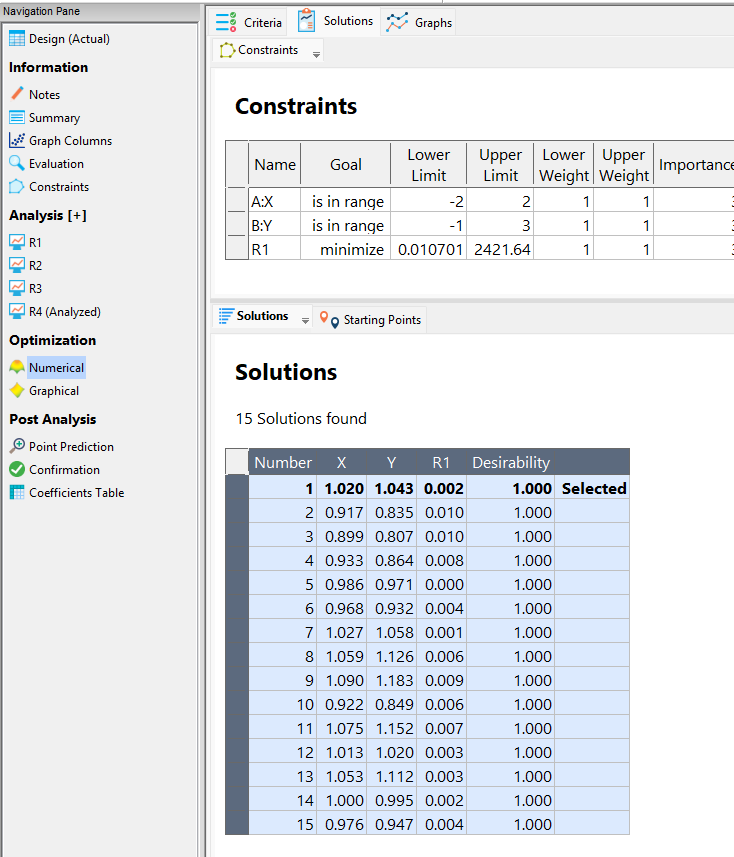 Navigation Pane
Design (Actual)
Information
Notes
Summary
Graph Columns
Evaluation
Constraints
Analysis [+]
R1
R2
R3
R4 (Analyzed)
Optimization
Numerical
Graphical
Post Analysis
Point Prediction
Confirmation
Coefficients Table
Criteria Solutions Graphs
Constraints
Constraints
Name Goal Lower Limit Upper Limit Lower Weight Upper Weight Importance
A:X is in range -2 2 1 1
B:Y is in range -1 3 1 1
R1 minimize 0.010701 2421.64 1 1
Solutions Starting Points
Solutions
15 Solutions found
Number X Y R1 Desirability
1 1.020 1.043 0.002 1.000 Selected
2 0.917 0.835 0.010 1.000
3 0.899 0.807 0.010 1.000
4 0.933 0.864 0.008 1.000
5 0.986 0.971 0.000 1.000
6 0.968 0.932 0.004 1.000
7 1.027 1.058 0.001 1.000
8 1.059 1.126 0.006 1.000
9 1.090 1.183 0.009 1.000
10 0.922 0.849 0.006 1.000
11 1.075 1.152 0.007 1.000
12 1.013 1.020 0.003 1.000
13 1.053 1.112 0.003 1.000
14 1.000 0.995 0.002 1.000
15 0.976 0.947 0.004 1.000